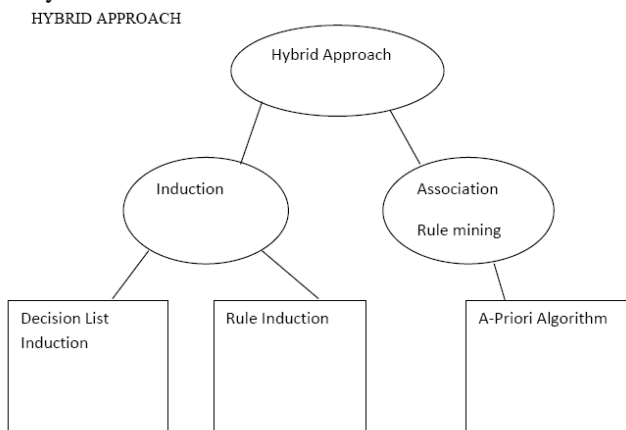 HYBRID APPROACH
Hybrid Approach
Induction
Association
Rule mining
Decision List
Induction
Rule Induction
A-Priori Algorithm